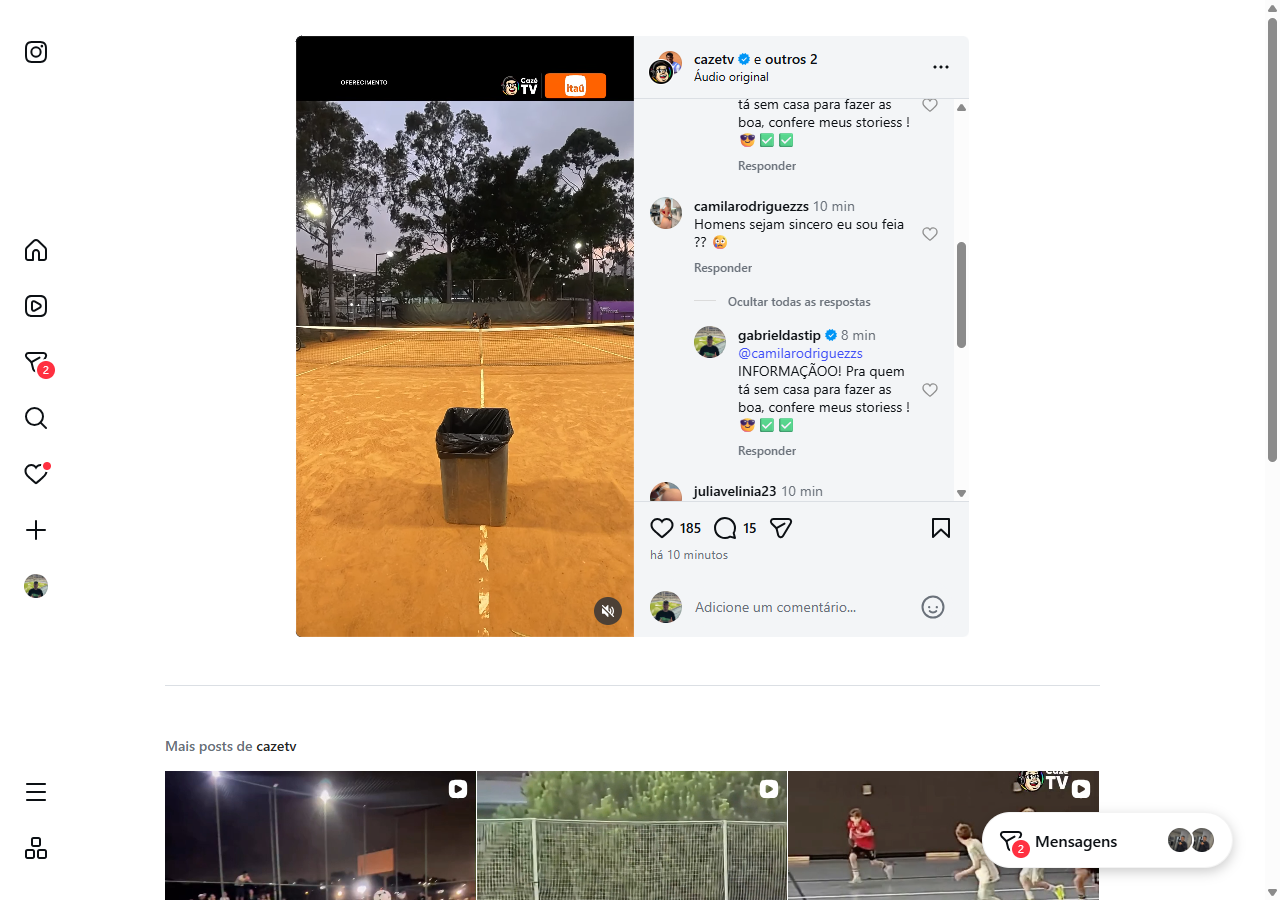 OFERECIMENTO
Cazé
TV
Itaú
cazetv e outros 2
Áudio original
tá sem casa para fazer as
boa, confere meus storiess !
😎 ✅ ✅
Responder
camilarodriguezzs 10 min
Homens sejam sincero eu sou feia
?? 😰
Responder
Ocultar todas as respostas
gabrieldastip 8 min
@camilarodriguezzs
INFORMAÇÃOO! Pra quem
tá sem casa para fazer as
boa, confere meus storiess !
😎 ✅ ✅
Responder
juliavelinia23 10 min
185 15
há 10 minutos
Adicione um comentário...
2
Mais posts de cazetv
Cazé
TV
2
Mensagens